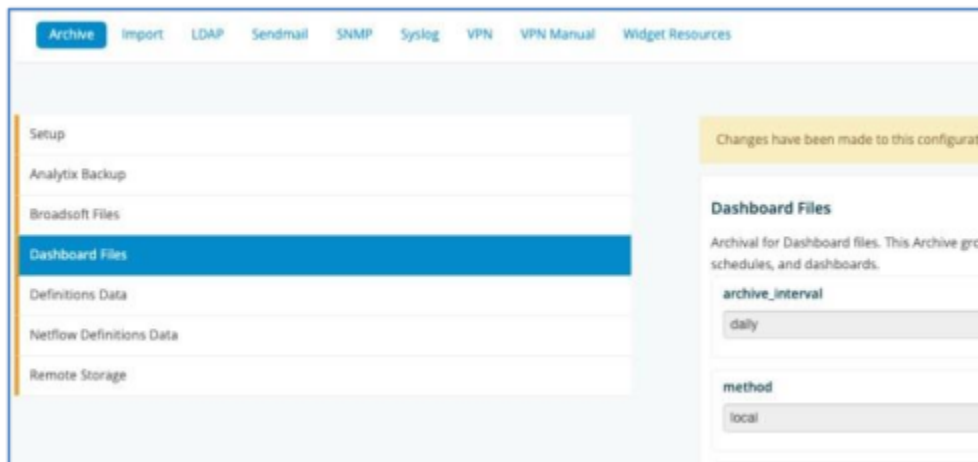 Archive Import LDAP Sendmail SNMP Syslog VPN VPN Manual Widget Resources
Setup
Analytix Backup
Broadsoft Files
Dashboard Files
Definitions Data
Netflow Definitions Data
Remote Storage
Changes have been made to this configurat
Dashboard Files
Archival for Dashboard files. This Archive gro
schedules, and dashboards.
archive_interval
daily
method
local